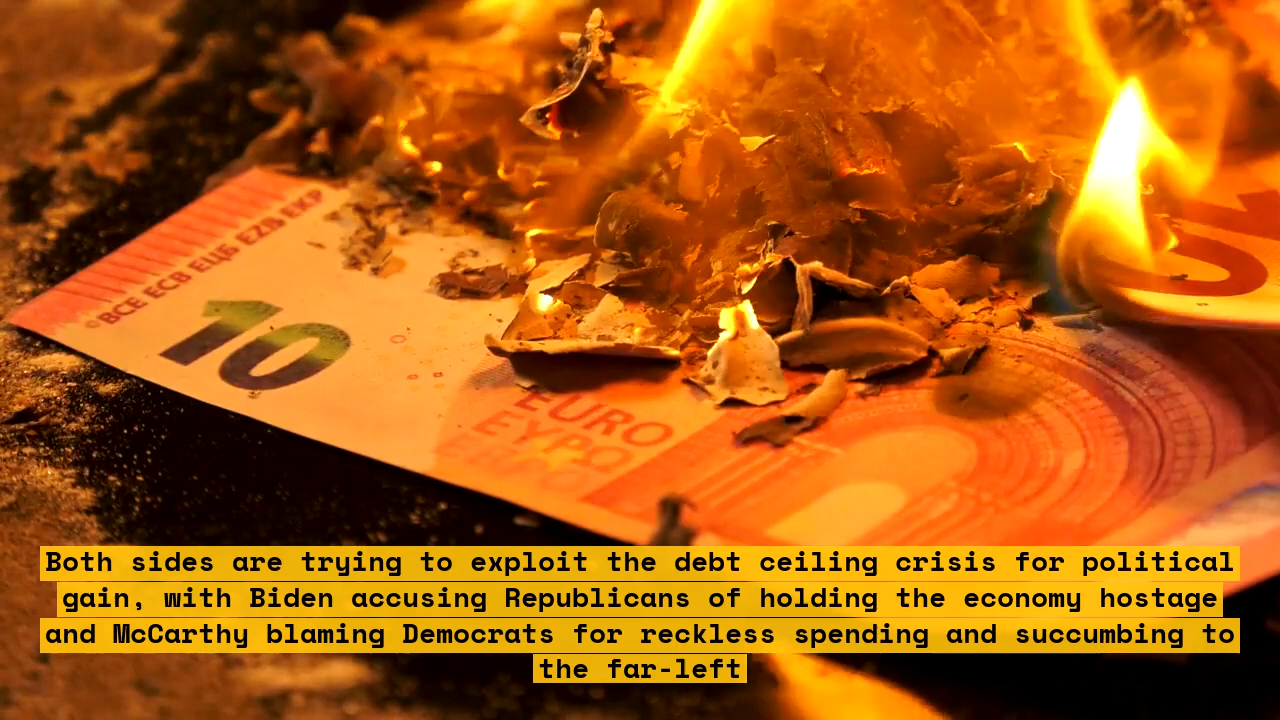 ©BCE ECB ЕЦБ EZB EKP
10
EURO
ΕΥΡΩ
Both sides are trying to exploit the debt ceiling crisis for political
gain, with Biden accusing Republicans of holding the economy hostage
and McCarthy blaming Democrats for reckless spending and succumbing to
the far-left